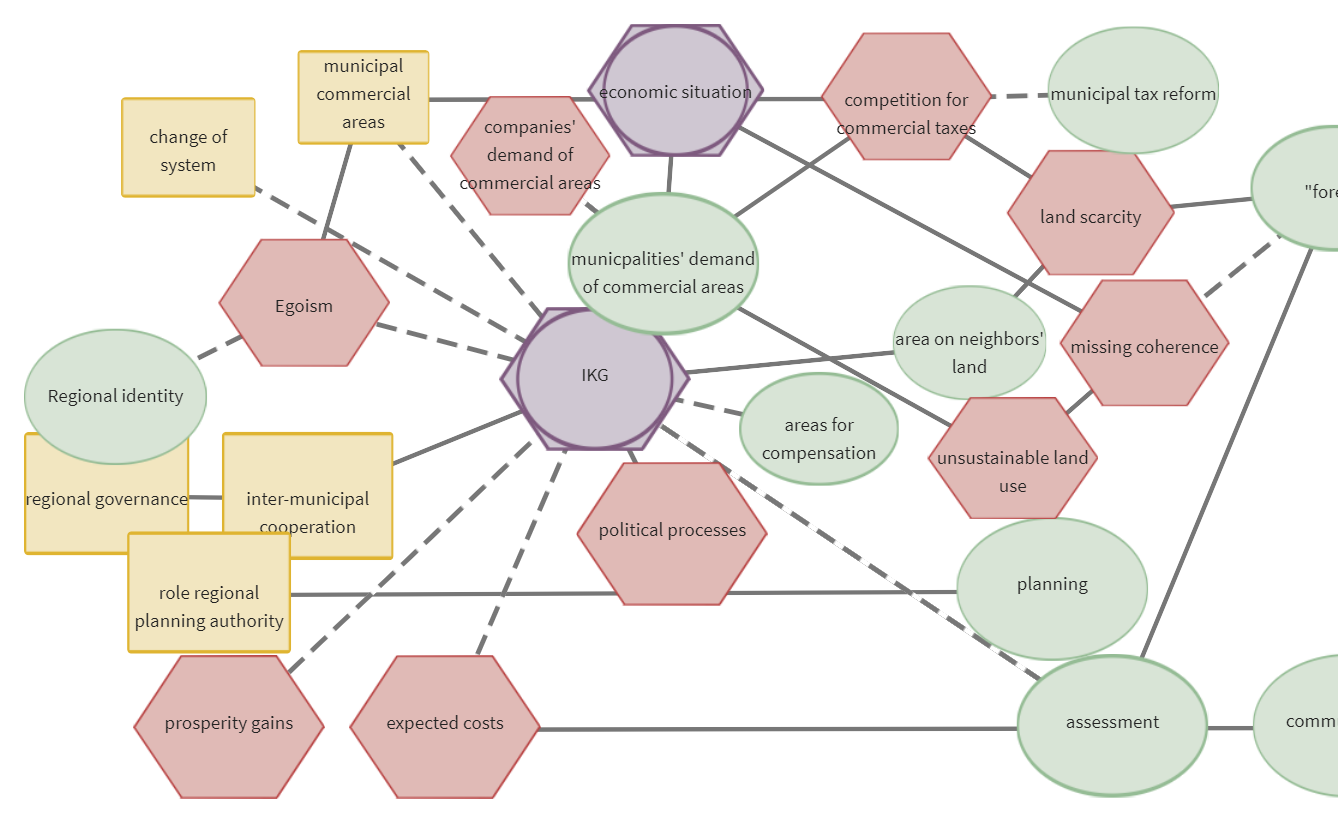 municipal
commercial
areas
economic situation
competition for
commercial taxes
municipal tax reform
change of
system
companies'
demand of
commercial areas
land scarcity
"fore
municpalities' demand
of commercial areas
Egoism
area on neighbors'
land
missing coherence
Regional identity
IKG
areas for
compensation
unsustainable land
use
regional governance
inter-municipal
cooperation
political processes
planning
role regional
planning authority
prosperity gains
expected costs
assessment
comm